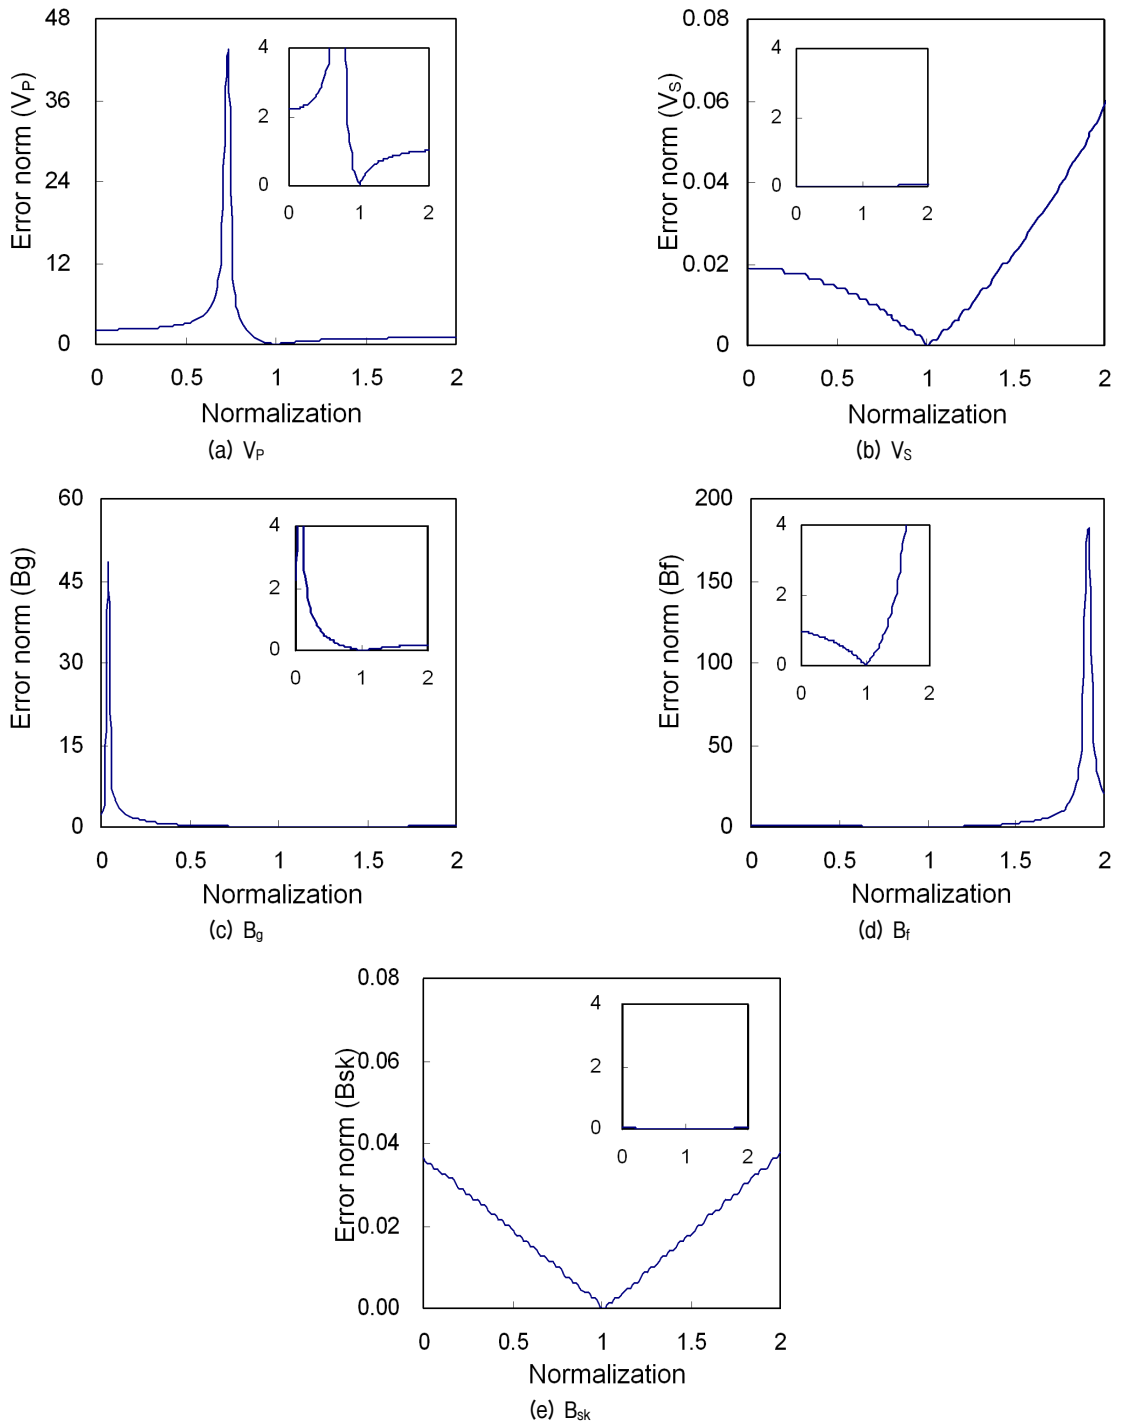 48
36
24
12
0
Error norm (VP)
4
2
0
0 1 2
0 0.5 1 1.5 2
Normalization
(a) VP
0.08
0.06
0.04
0.02
0
Error norm (VS)
4
2
0
0 1 2
0 0.5 1 1.5 2
Normalization
(b) VS
60
45
30
15
0
Error norm (Bg)
4
2
0
0 1 2
0 0.5 1 1.5 2
Normalization
(c) Bg
200
150
100
50
0
Error norm (Bf)
4
2
0
0 1 2
0 0.5 1 1.5 2
Normalization
(d) Bf
0.08
0.06
0.04
0.02
0.00
Error norm (Bsk)
4
2
0
0 1 2
0 0.5 1 1.5 2
Normalization
(e) Bsk